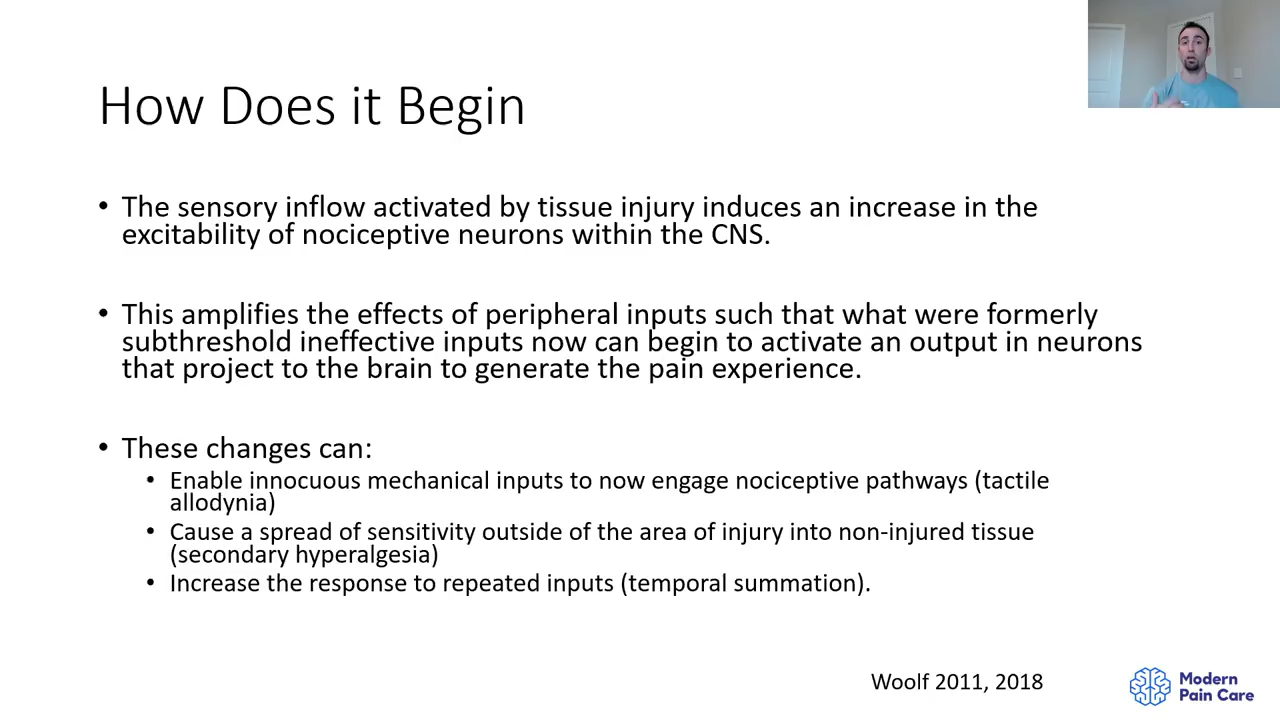 How Does it Begin
• The sensory inflow activated by tissue injury induces an increase in the
excitability of nociceptive neurons within the CNS.
• This amplifies the effects of peripheral inputs such that what were formerly
subthreshold ineffective inputs now can begin to activate an output in neurons
that project to the brain to generate the pain experience.
• These changes can:
• Enable innocuous mechanical inputs to now engage nociceptive pathways (tactile
allodynia)
• Cause a spread of sensitivity outside of the area of injury into non-injured tissue
(secondary hyperalgesia)
• Increase the response to repeated inputs (temporal summation).
Woolf 2011, 2018
Modern
Pain Care